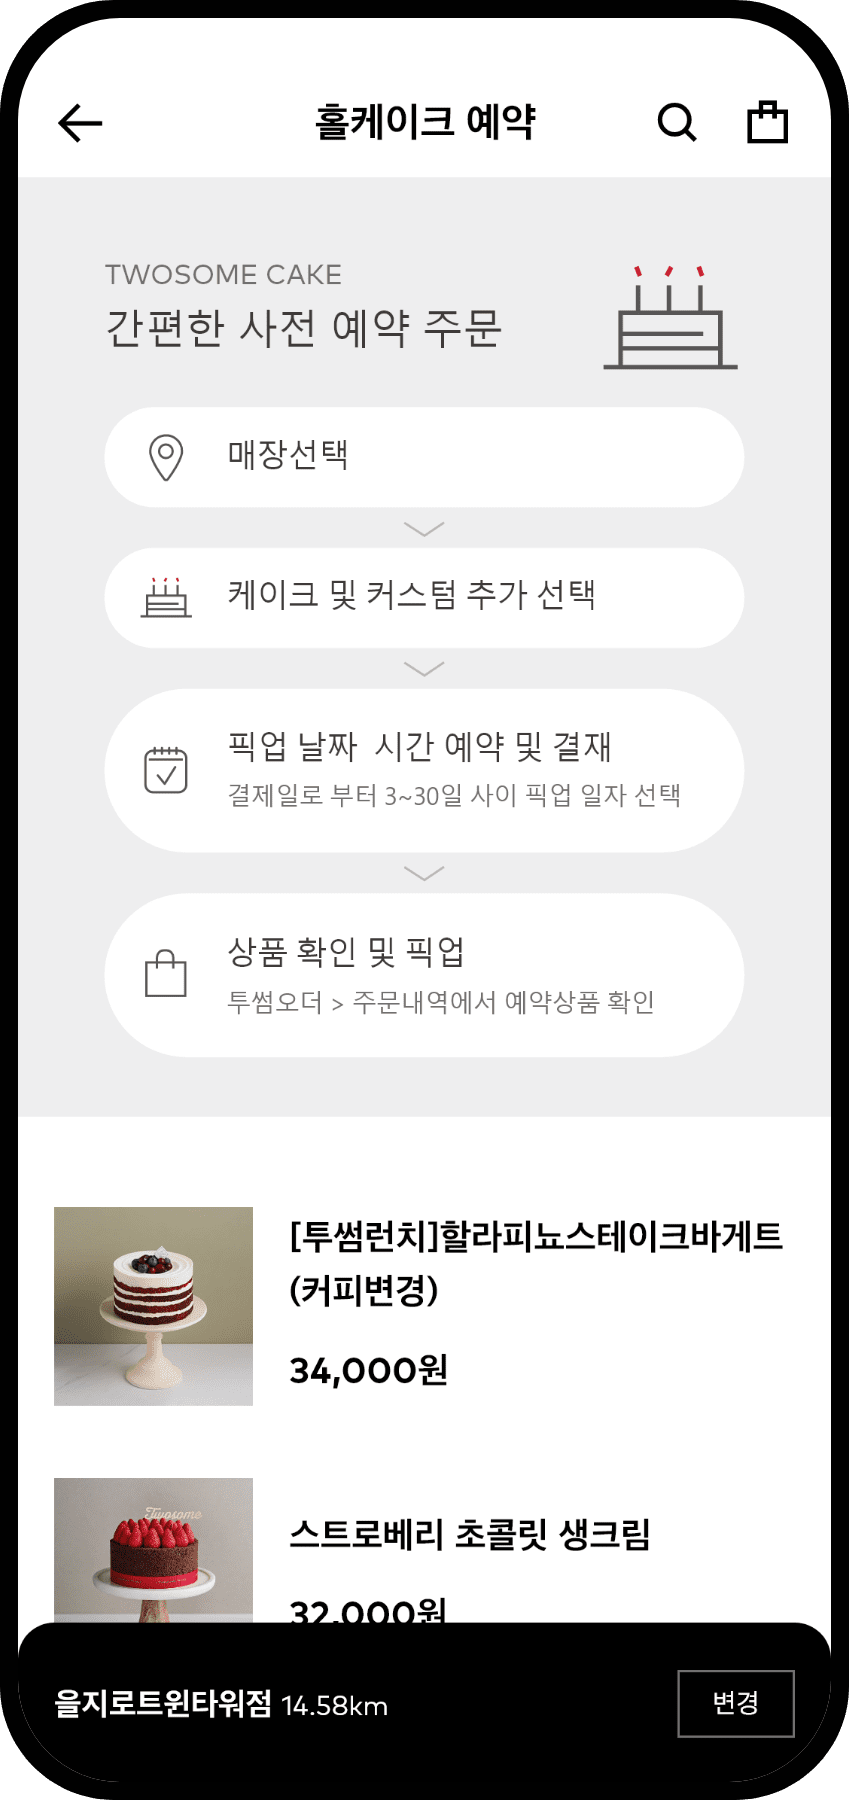 홀케이크 예약
TWOSOME CAKE
간편한 사전 예약 주문
매장선택
케이크 및 커스텀 추가 선택
픽업 날짜  시간 예약 및 결재
결제일로 부터 3~30일 사이 픽업 일자 선택
상품 확인 및 픽업
투썸오더 > 주문내역에서 예약상품 확인
[투썸런치]할라피뇨스테이크바게트
(커피변경)
34,000원
Twosome
스트로베리 초콜릿 생크림
32,000원
을지로트윈타워점 14.58km
변경